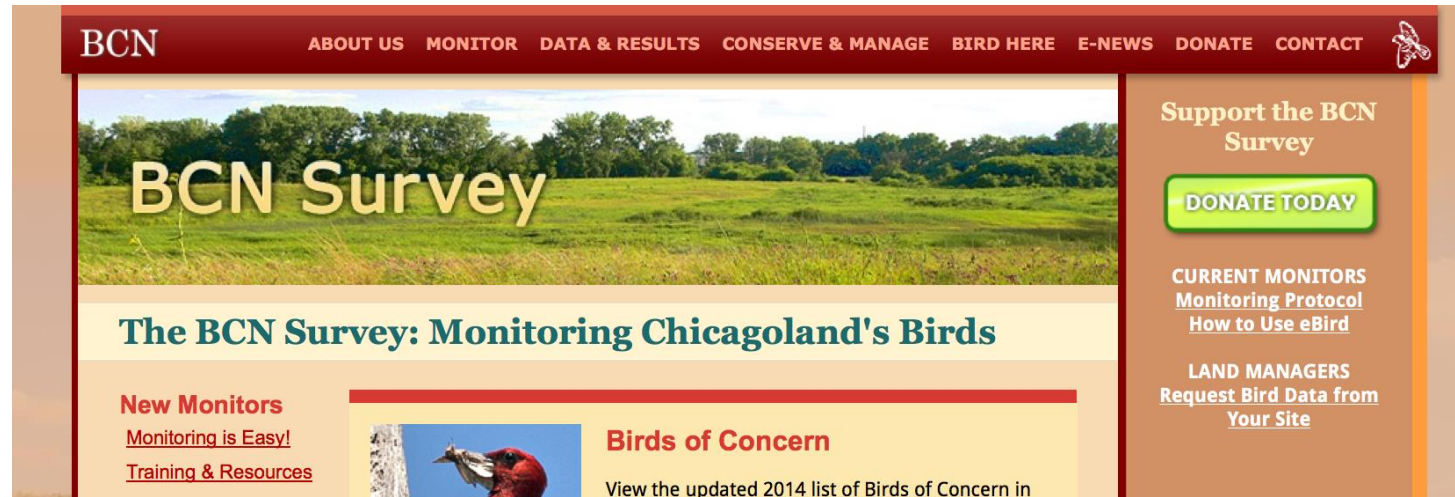 BCN
ABOUT US MONITOR DATA & RESULTS CONSERVE & MANAGE BIRD HERE E-NEWS DONATE CONTACT
BCN Survey
The BCN Survey: Monitoring Chicagoland's Birds
New Monitors
Monitoring is Easy!
Training & Resources
Birds of Concern
View the updated 2014 list of Birds of Concern in
Support the BCN
Survey
DONATE TODAY
CURRENT MONITORS
Monitoring Protocol
How to Use eBird
LAND MANAGERS
Request Bird Data from
Your Site